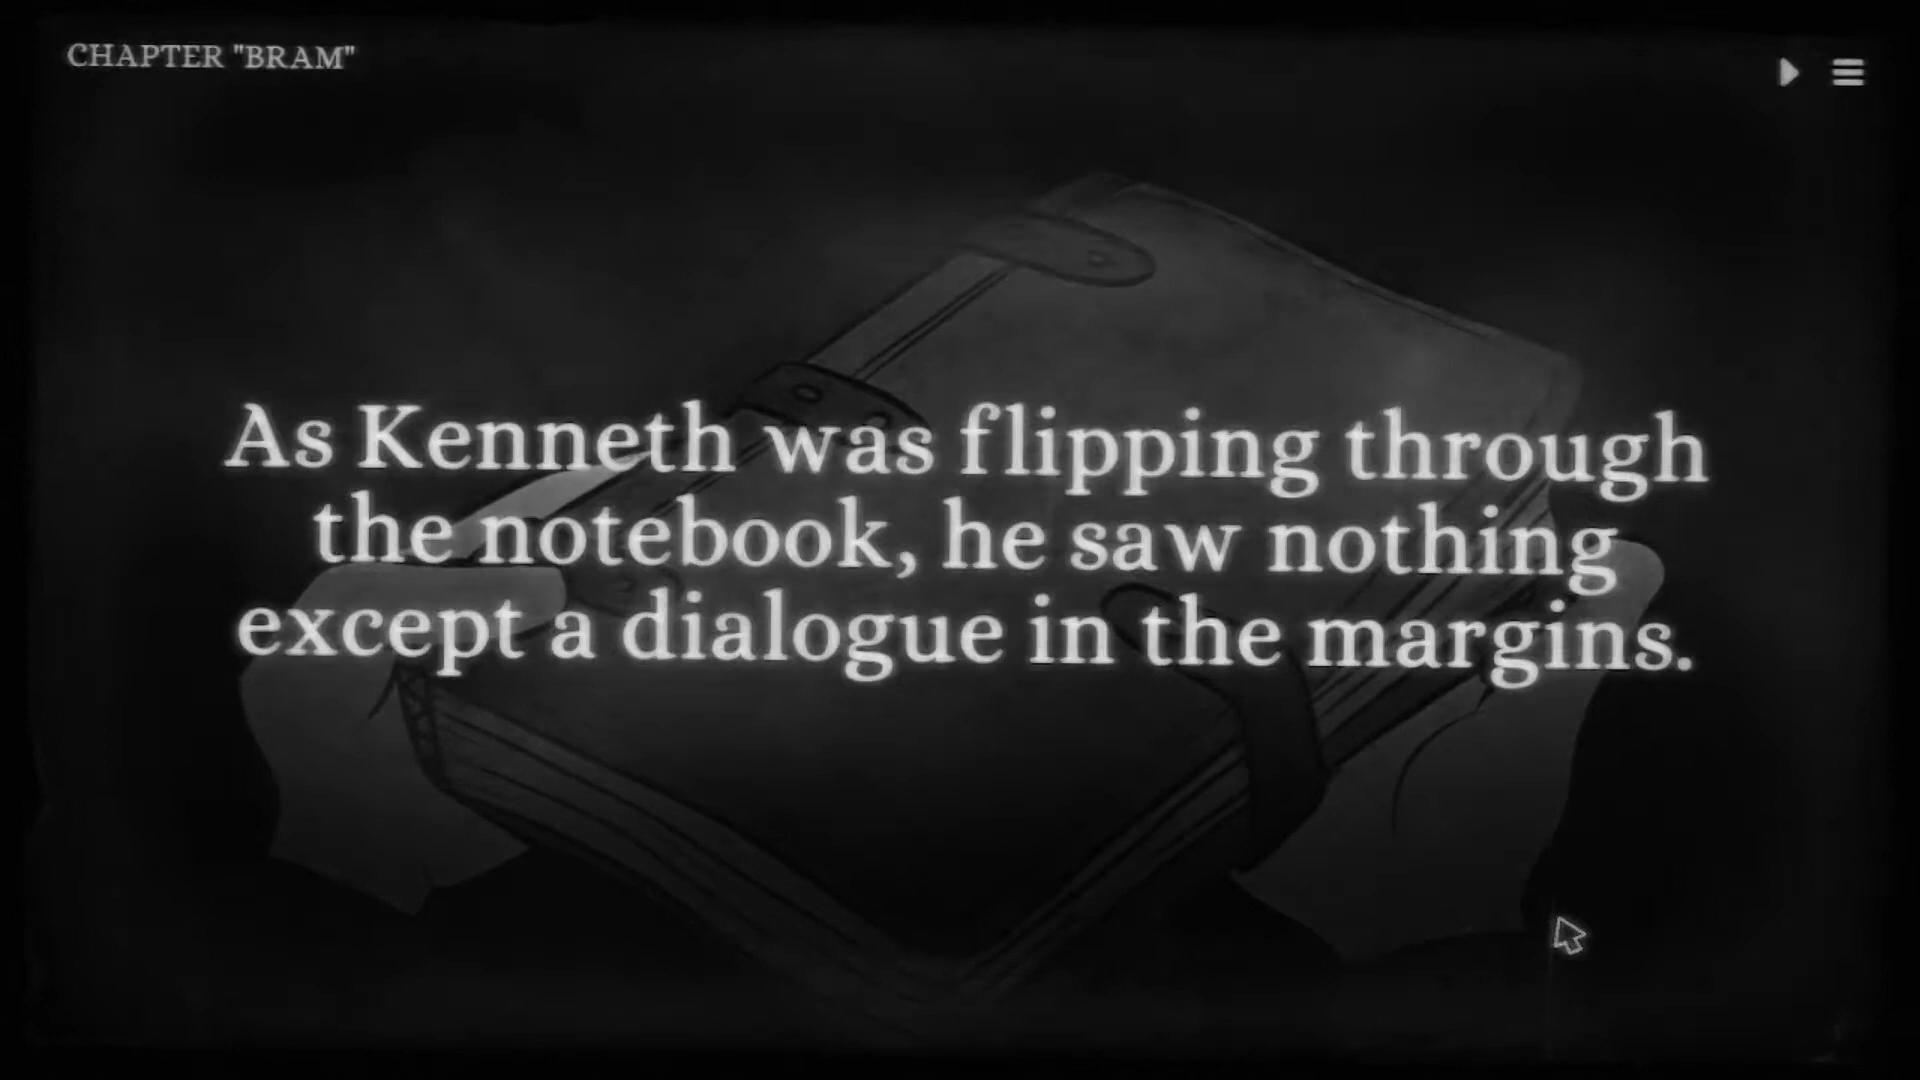 CHAPTER "BRAM"
As Kenneth was flipping through
the notebook, he saw nothing
except a dialogue in the margins.